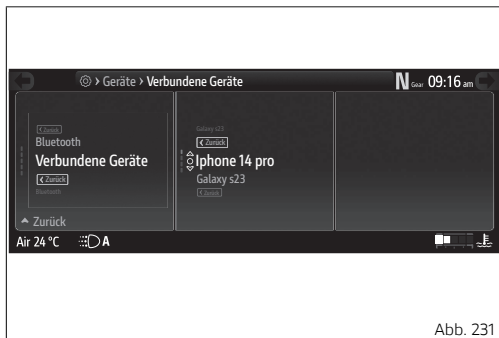 Geräte › Verbundene Geräte
N Gear 09:16 am
‹ Zurück
Bluetooth
Verbundene Geräte
‹ Zurück
Bluetooth
Zurück
Galaxy s23
‹ Zurück
Iphone 14 pro
Galaxy s23
‹ Zurück
Air 24 °C
A
Abb. 231